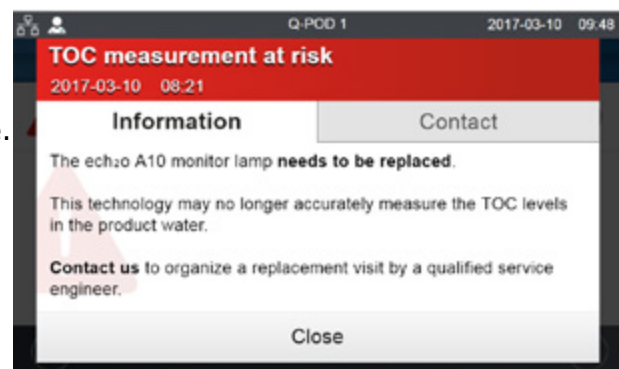 Q-POD 1 2017-03-10 09:48
TOC measurement at risk
2017-03-10 08:21
Information Contact
The ech₂o A10 monitor lamp needs to be replaced.
This technology may no longer accurately measure the TOC levels
in the product water.
Contact us to organize a replacement visit by a qualified service
engineer.
Close